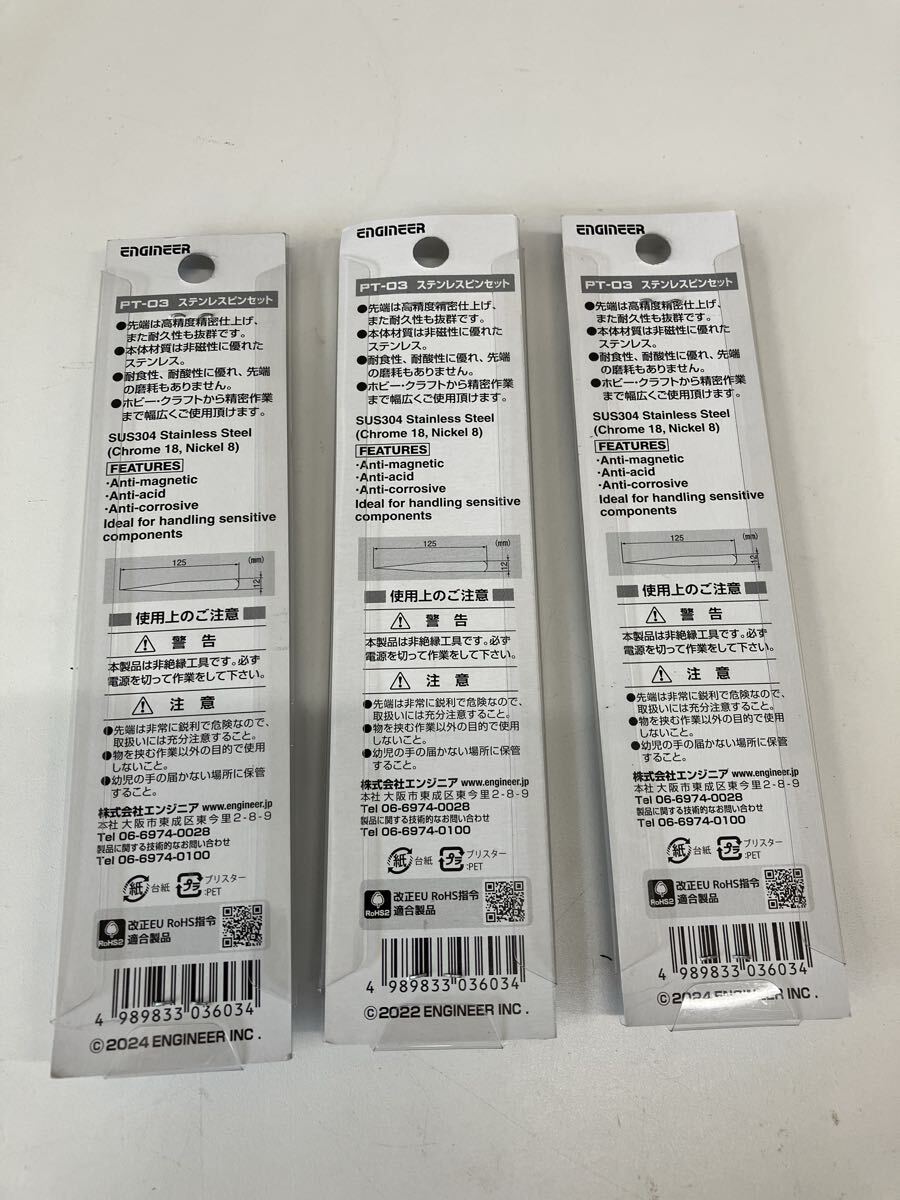 ENGINEER
PT-03 ステンレスピンセット
●先端は高精度精密仕上げ、
また耐久性も抜群です。
●本体材質は非磁性に優れた
ステンレス。
●耐食性、耐酸性に優れ、先端
の磨耗もありません。
●ホビー・クラフトから精密作業
まで幅広くご使用頂けます。
SUS304 Stainless Steel
(Chrome 18, Nickel 8)
FEATURES
・Anti-magnetic
・Anti-acid
・Anti-corrosive
Ideal for handling sensitive
components
125 (mm)
12
使用上のご注意
警告
本製品は非絶縁工具です。必ず
電源を切って作業をして下さい。
注意
●先端は非常に鋭利で危険なので、
取扱いには充分注意すること。
●物を挟む作業以外の目的で使用
しないこと。
●幼児の手の届かない場所に保管
すること。
株式会社エンジニア www.engineer.jp
本社 大阪市東成区東今里2-8-9
Tel 06-6974-0028
製品に関する技術的なお問い合わせ
Tel 06-6974-0100
紙 台紙 プラ ブリスター
:PET
RoHS2 改正EU RoHS指令
適合製品
4 989833 036034
©2024 ENGINEER INC.
ENGINEER
PT-03 ステンレスピンセット
●先端は高精度精密仕上げ、
また耐久性も抜群です。
●本体材質は非磁性に優れた
ステンレス。
●耐食性、耐酸性に優れ、先端
の磨耗もありません。
●ホビー・クラフトから精密作業
まで幅広くご使用頂けます。
SUS304 Stainless Steel
(Chrome 18, Nickel 8)
FEATURES
・Anti-magnetic
・Anti-acid
・Anti-corrosive
Ideal for handling sensitive
components
125 (mm)
12
使用上のご注意
警告
本製品は非絶縁工具です。必ず
電源を切って作業をして下さい。
注意
●先端は非常に鋭利で危険なので、
取扱いには充分注意すること。
●物を挟む作業以外の目的で使用
しないこと。
●幼児の手の届かない場所に保管
すること。
株式会社エンジニア www.engineer.jp
本社 大阪市東成区東今里2-8-9
Tel 06-6974-0028
製品に関する技術的なお問い合わせ
Tel 06-6974-0100
紙 台紙 プラ ブリスター
:PET
RoHS2 改正EU RoHS指令
適合製品
4 989833 036034
©2022 ENGINEER INC.
ENGINEER
PT-03 ステンレスピンセット
●先端は高精度精密仕上げ、
また耐久性も抜群です。
●本体材質は非磁性に優れた
ステンレス。
●耐食性、耐酸性に優れ、先端
の磨耗もありません。
●ホビー・クラフトから精密作業
まで幅広くご使用頂けます。
SUS304 Stainless Steel
(Chrome 18, Nickel 8)
FEATURES
・Anti-magnetic
・Anti-acid
・Anti-corrosive
Ideal for handling sensitive
components
125 (mm)
12
使用上のご注意
警告
本製品は非絶縁工具です。必ず
電源を切って作業をして下さい。
注意
●先端は非常に鋭利で危険なので、
取扱いには充分注意すること。
●物を挟む作業以外の目的で使用
しないこと。
●幼児の手の届かない場所に保管
すること。
株式会社エンジニア www.engineer.jp
本社 大阪市東成区東今里2-8-9
Tel 06-6974-0028
製品に関する技術的なお問い合わせ
Tel 06-6974-0100
紙 台紙 プラ ブリスター
:PET
RoHS2 改正EU RoHS指令
適合製品
4 989833 036034
©2024 ENGINEER INC.